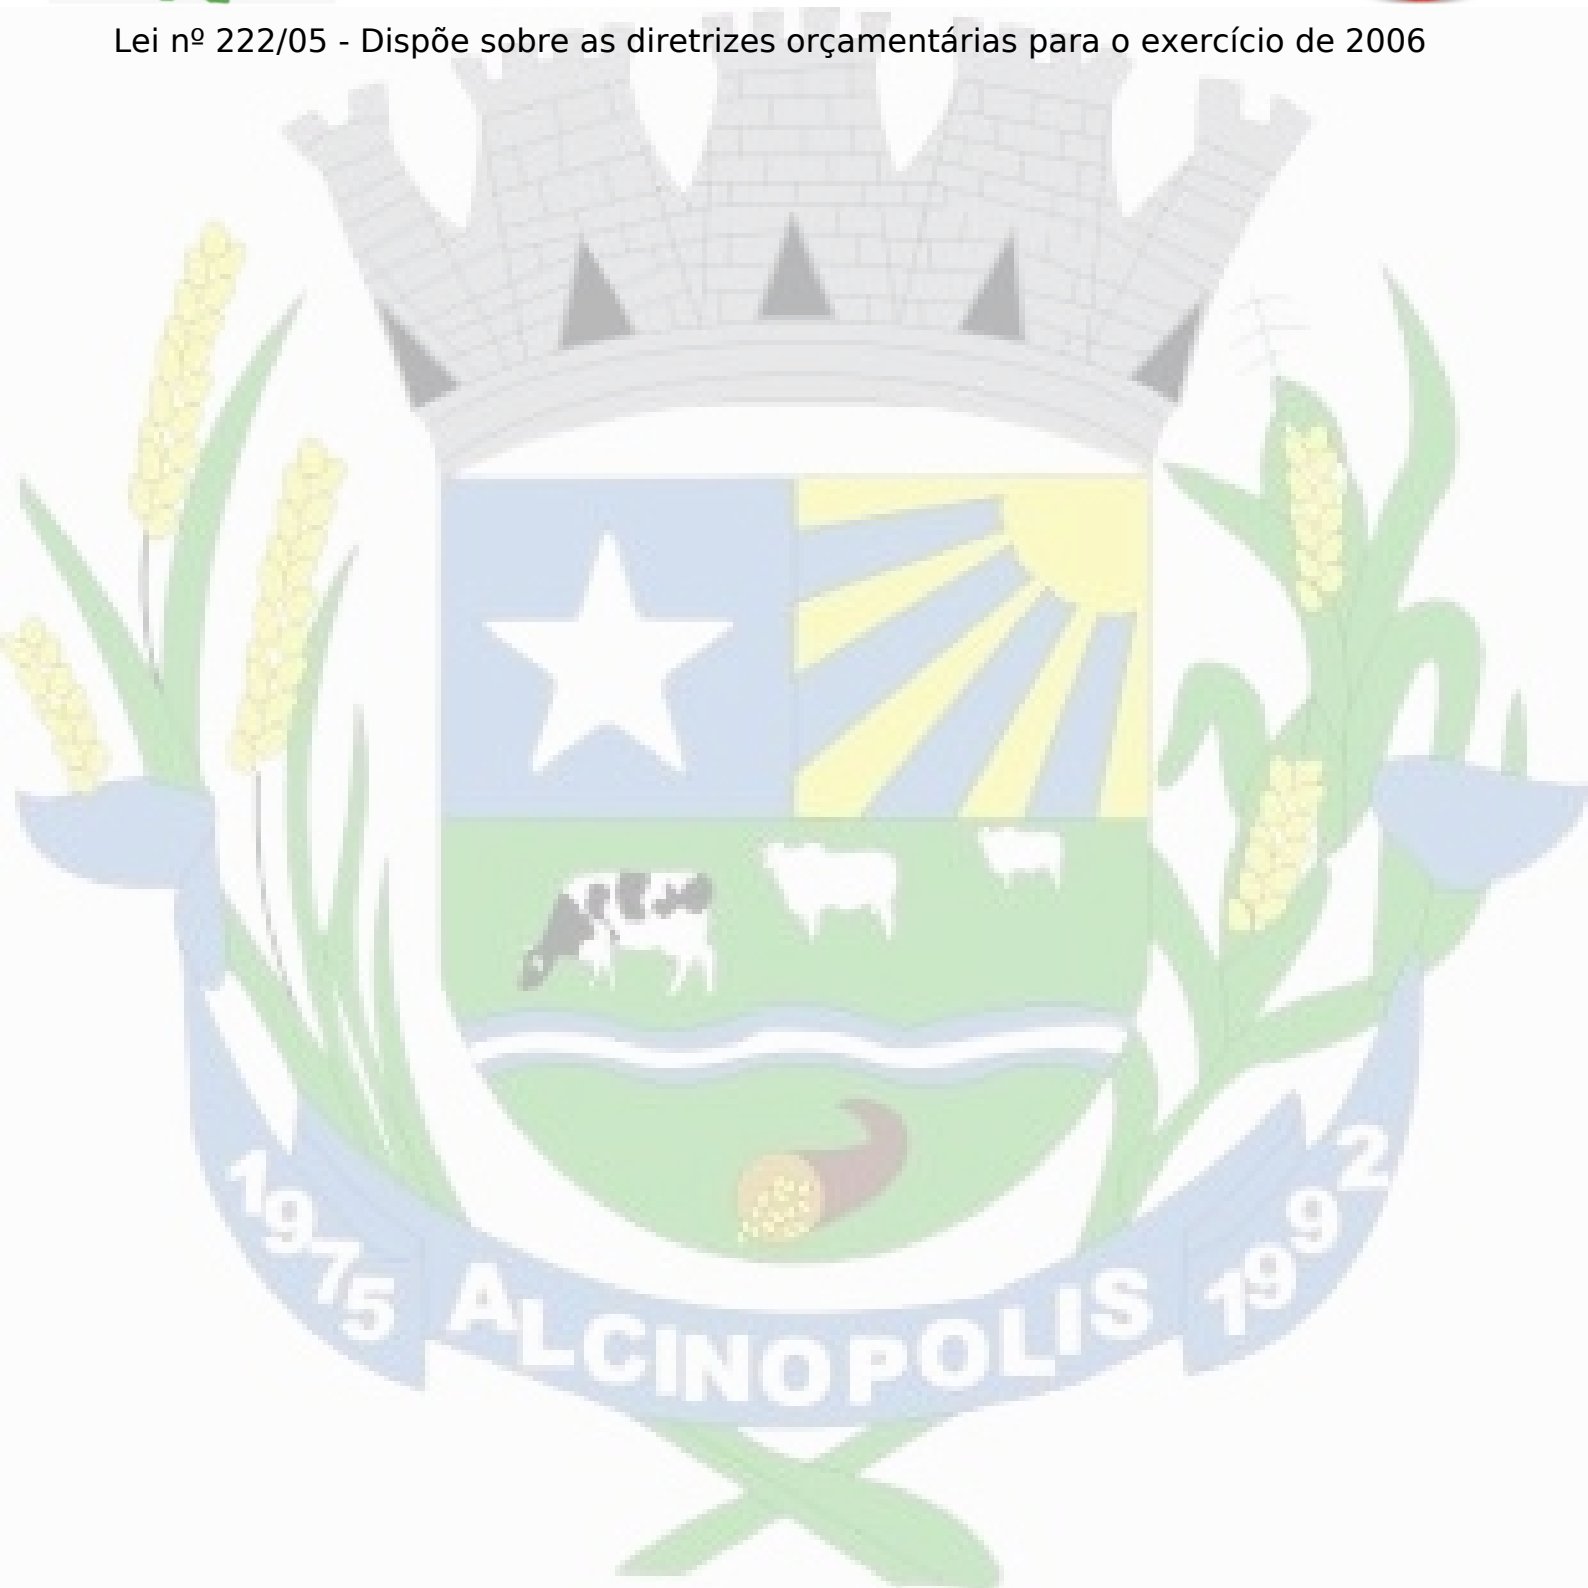 Lei nº 222/05 - Dispõe sobre as diretrizes orçamentárias para o exercício de 2006
1975 ALCINOPOLIS 1992